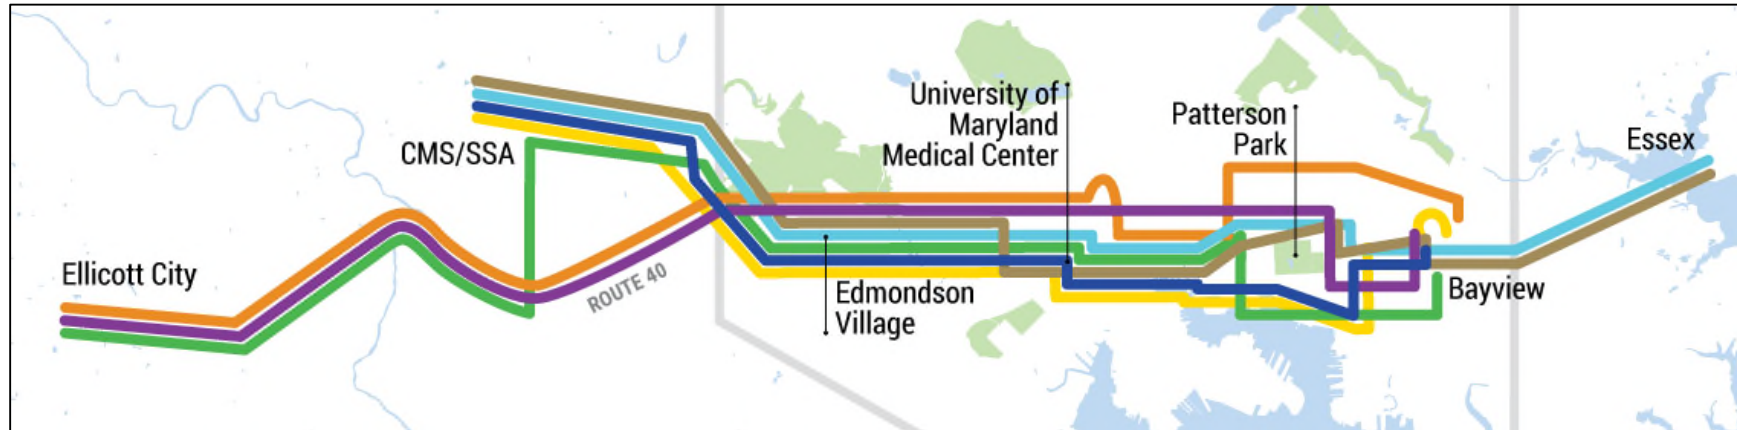 University of
Maryland
Medical Center
Patterson
Park
Essex
CMS/SSA
Ellicott City
ROUTE 40
Edmondson
Village
Bayview